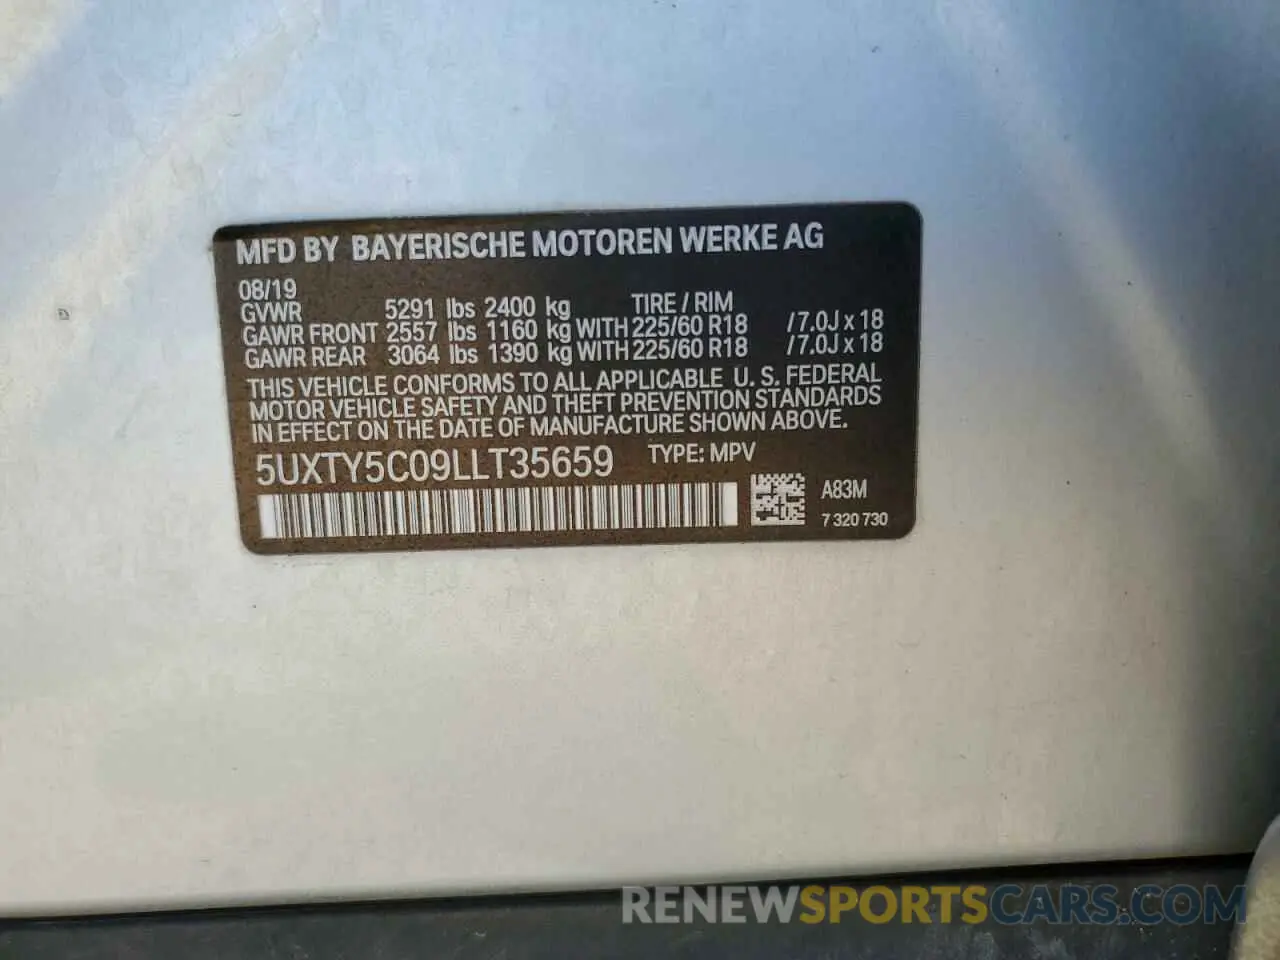 MFD BY BAYERISCHE MOTOREN WERKE AG
08/19
GVWR 5291 lbs 2400 kg TIRE / RIM
GAWR FRONT 2557 lbs 1160 kg WITH 225/60 R18 /7.0J x 18
GAWR REAR 3064 lbs 1390 kg WITH 225/60 R18 /7.0J x 18
THIS VEHICLE CONFORMS TO ALL APPLICABLE U. S. FEDERAL
MOTOR VEHICLE SAFETY AND THEFT PREVENTION STANDARDS
IN EFFECT ON THE DATE OF MANUFACTURE SHOWN ABOVE.
5UXTY5C09LLT35659 TYPE: MPV
A83M
7 320 730
RENEWSPORTSCARS.COM